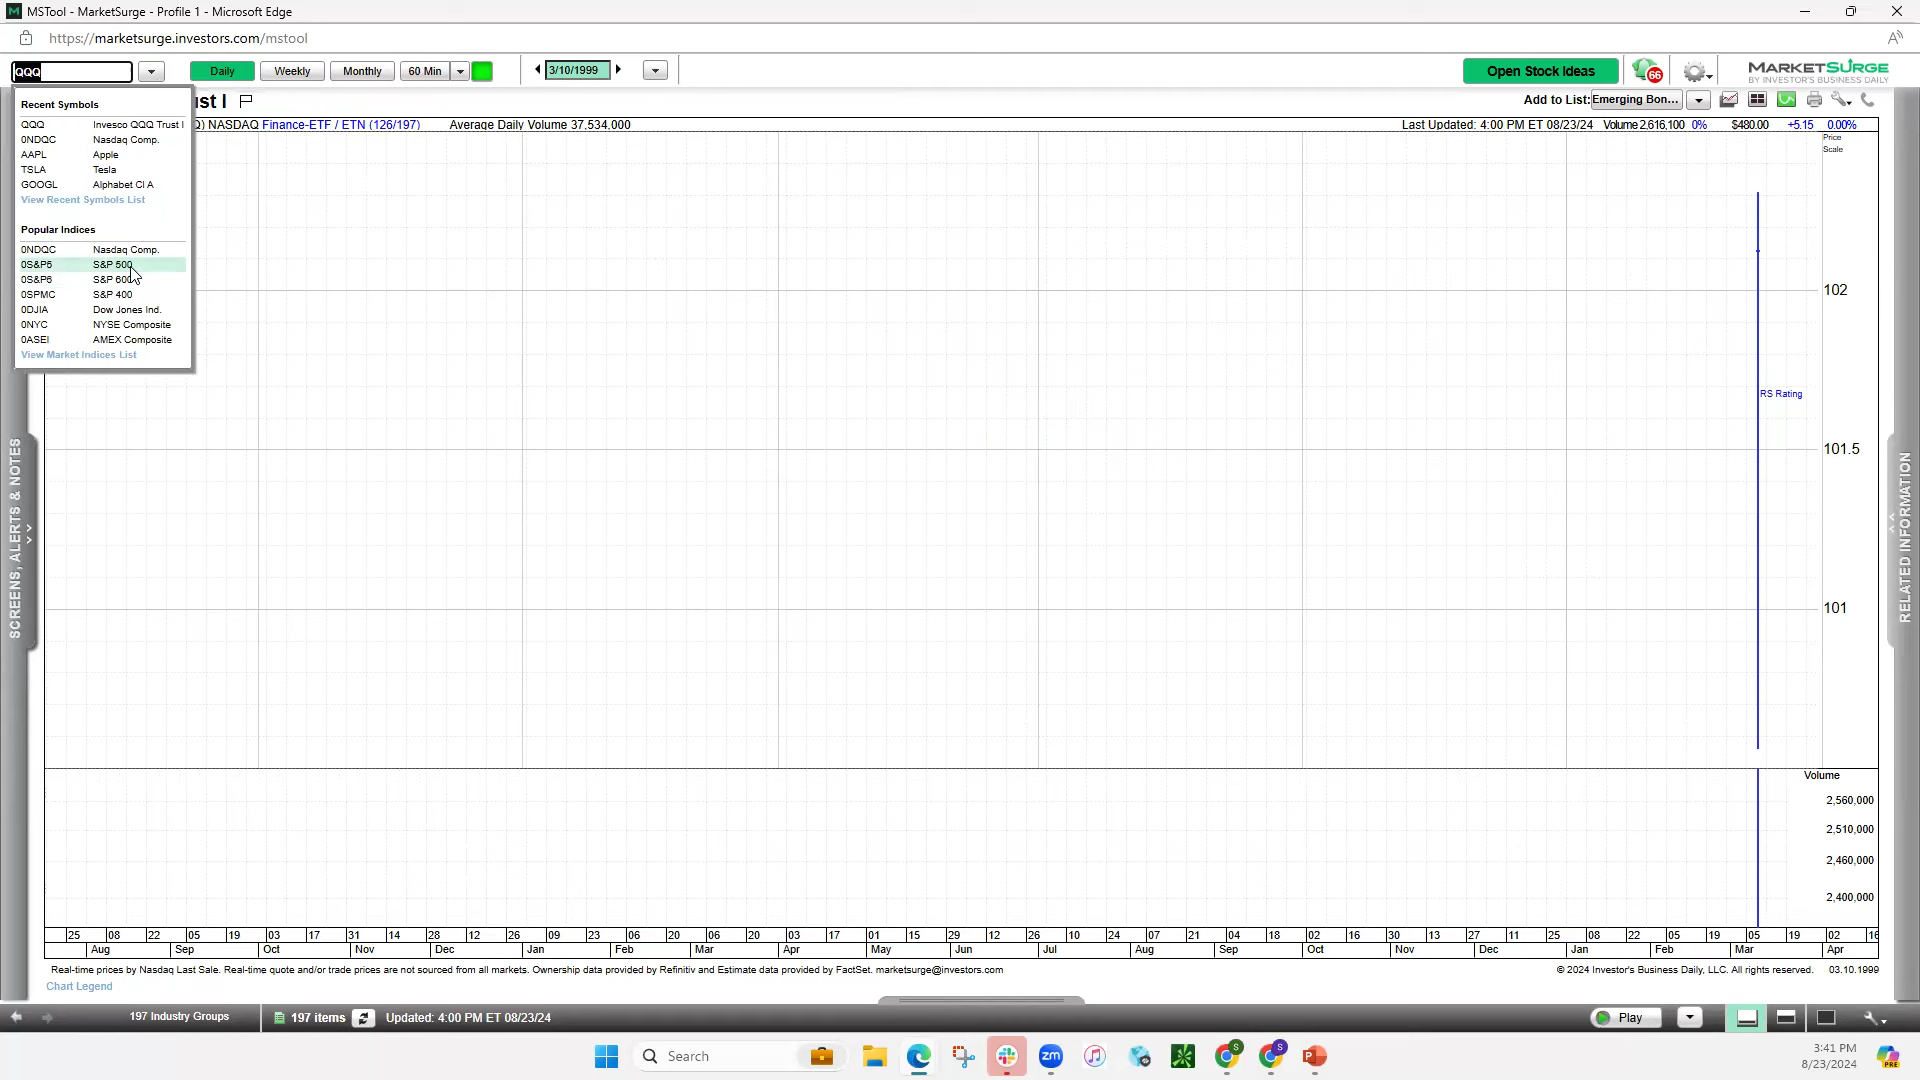 MSTool - MarketSurge - Profile 1 - Microsoft Edge
https://marketsurge.investors.com/mstool
QQQ
Daily
Weekly
Monthly
60 Min
3/10/1999
Open Stock Ideas
66
MARKETSURGE
BY INVESTOR'S BUSINESS DAILY
ust I
Add to List:
Emerging Bon...
Q) NASDAQ Finance-ETF / ETN (126/197) Average Daily Volume 37,534,000
Last Updated: 4:00 PM ET 08/23/24 Volume 2,616,100 0% $480.00 +5.15 0.00%
Recent Symbols
QQQ Invesco QQQ Trust I
0NDQC Nasdaq Comp.
AAPL Apple
TSLA Tesla
GOOGL Alphabet Cl A
View Recent Symbols List
Popular Indices
0NDQC Nasdaq Comp.
0S&P5 S&P 500
0S&P6 S&P 600
0SPMC S&P 400
0DJIA Dow Jones Ind.
0NYC NYSE Composite
0ASEI AMEX Composite
View Market Indices List
Price
Scale
102
RS Rating
101.5
101
SCREENS, ALERTS & NOTES
RELATED INFORMATION
Volume
2,560,000
2,510,000
2,460,000
2,400,000
25 08 22 05 19 03 17 31 14 28 12 26 09 23 06 20 06 20 03 17 01 15 29 12 26 10 24 07 21 04 18 02 16 30 13 27 11 25 08 22 05 19 05 19 02 16
Aug Sep Oct Nov Dec Jan Feb Mar Apr May Jun Jul Aug Sep Oct Nov Dec Jan Feb Mar Apr
Real-time prices by Nasdaq Last Sale. Real-time quote and/or trade prices are not sourced from all markets. Ownership data provided by Refinitiv and Estimate data provided by FactSet. marketsurge@investors.com
© 2024 Investor's Business Daily, LLC. All rights reserved. 03.10.1999
Chart Legend
197 Industry Groups
197 items
Updated: 4:00 PM ET 08/23/24
Play
Search
zm
S
S
P
PRE
3:41 PM
8/23/2024